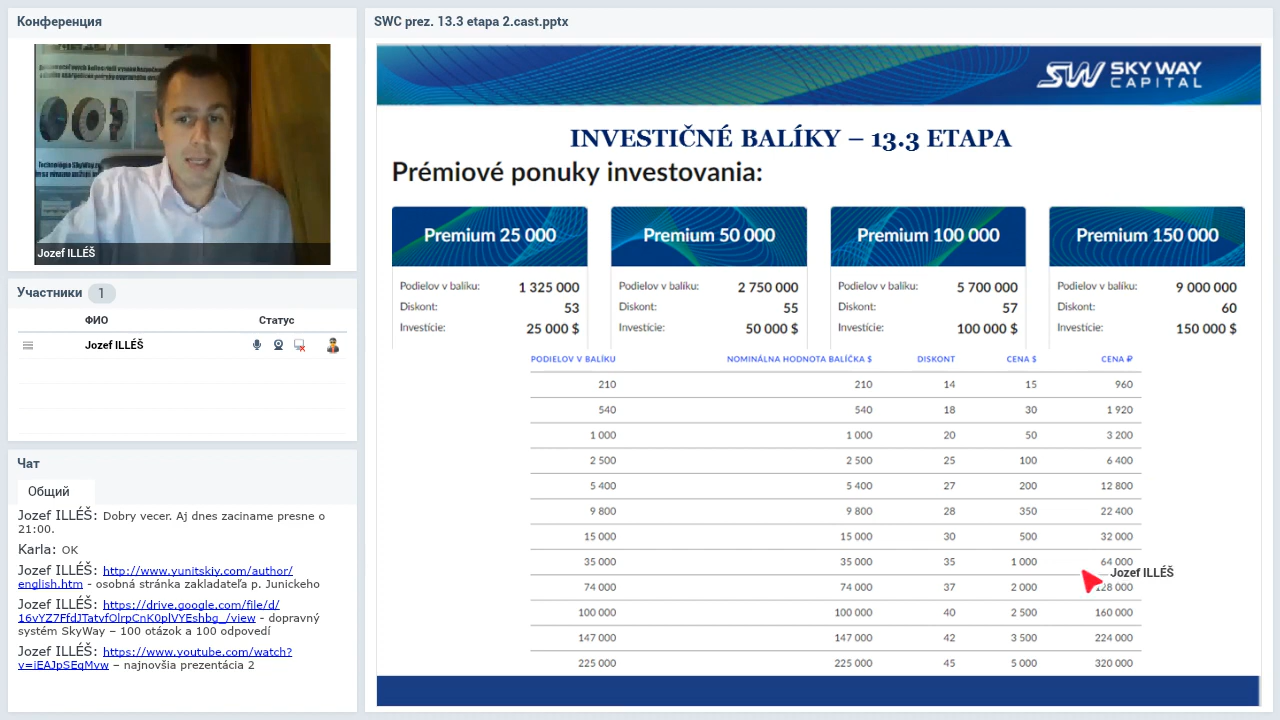 Конференция
Jozef ILLÉŠ
Участники 1
ФИО Статус
Jozef ILLÉŠ
Чат
Общий
Jozef ILLÉŠ: Dobry vecer. Aj dnes zaciname presne o
21:00.
Karla: OK
Jozef ILLÉŠ: http://www.yunitskiy.com/author/
english.htm - osobná stránka zakladateľa p. Junickeho
Jozef ILLÉŠ: https://drive.google.com/file/d/
16vYZ7FfdJTatvfOlrpCnK0plVYEshbg_/view - dopravný
systém SkyWay – 100 otázok a 100 odpovedí
Jozef ILLÉŠ: https://www.youtube.com/watch?
v=iEAJpSEqMvw – najnovšia prezentácia 2
SWC prez. 13.3 etapa 2.cast.pptx
SW SKY WAY
CAPITAL
INVESTIČNÉ BALÍKY – 13.3 ETAPA
Prémiové ponuky investovania:
Premium 25 000
Podielov v balíku: 1 325 000
Diskont: 53
Investície: 25 000 $
Premium 50 000
Podielov v balíku: 2 750 000
Diskont: 55
Investície: 50 000 $
Premium 100 000
Podielov v balíku: 5 700 000
Diskont: 57
Investície: 100 000 $
Premium 150 000
Podielov v balíku: 9 000 000
Diskont: 60
Investície: 150 000 $
PODIELOV V BALÍKU NOMINÁLNA HODNOTA BALÍČKA $ DISKONT CENA $ CENA ₽
210 210 14 15 960
540 540 18 30 1 920
1 000 1 000 20 50 3 200
2 500 2 500 25 100 6 400
5 400 5 400 27 200 12 800
9 800 9 800 28 350 22 400
15 000 15 000 30 500 32 000
35 000 35 000 35 1 000 64 000
Jozef ILLÉŠ
74 000 74 000 37 2 000 128 000
100 000 100 000 40 2 500 160 000
147 000 147 000 42 3 500 224 000
225 000 225 000 45 5 000 320 000